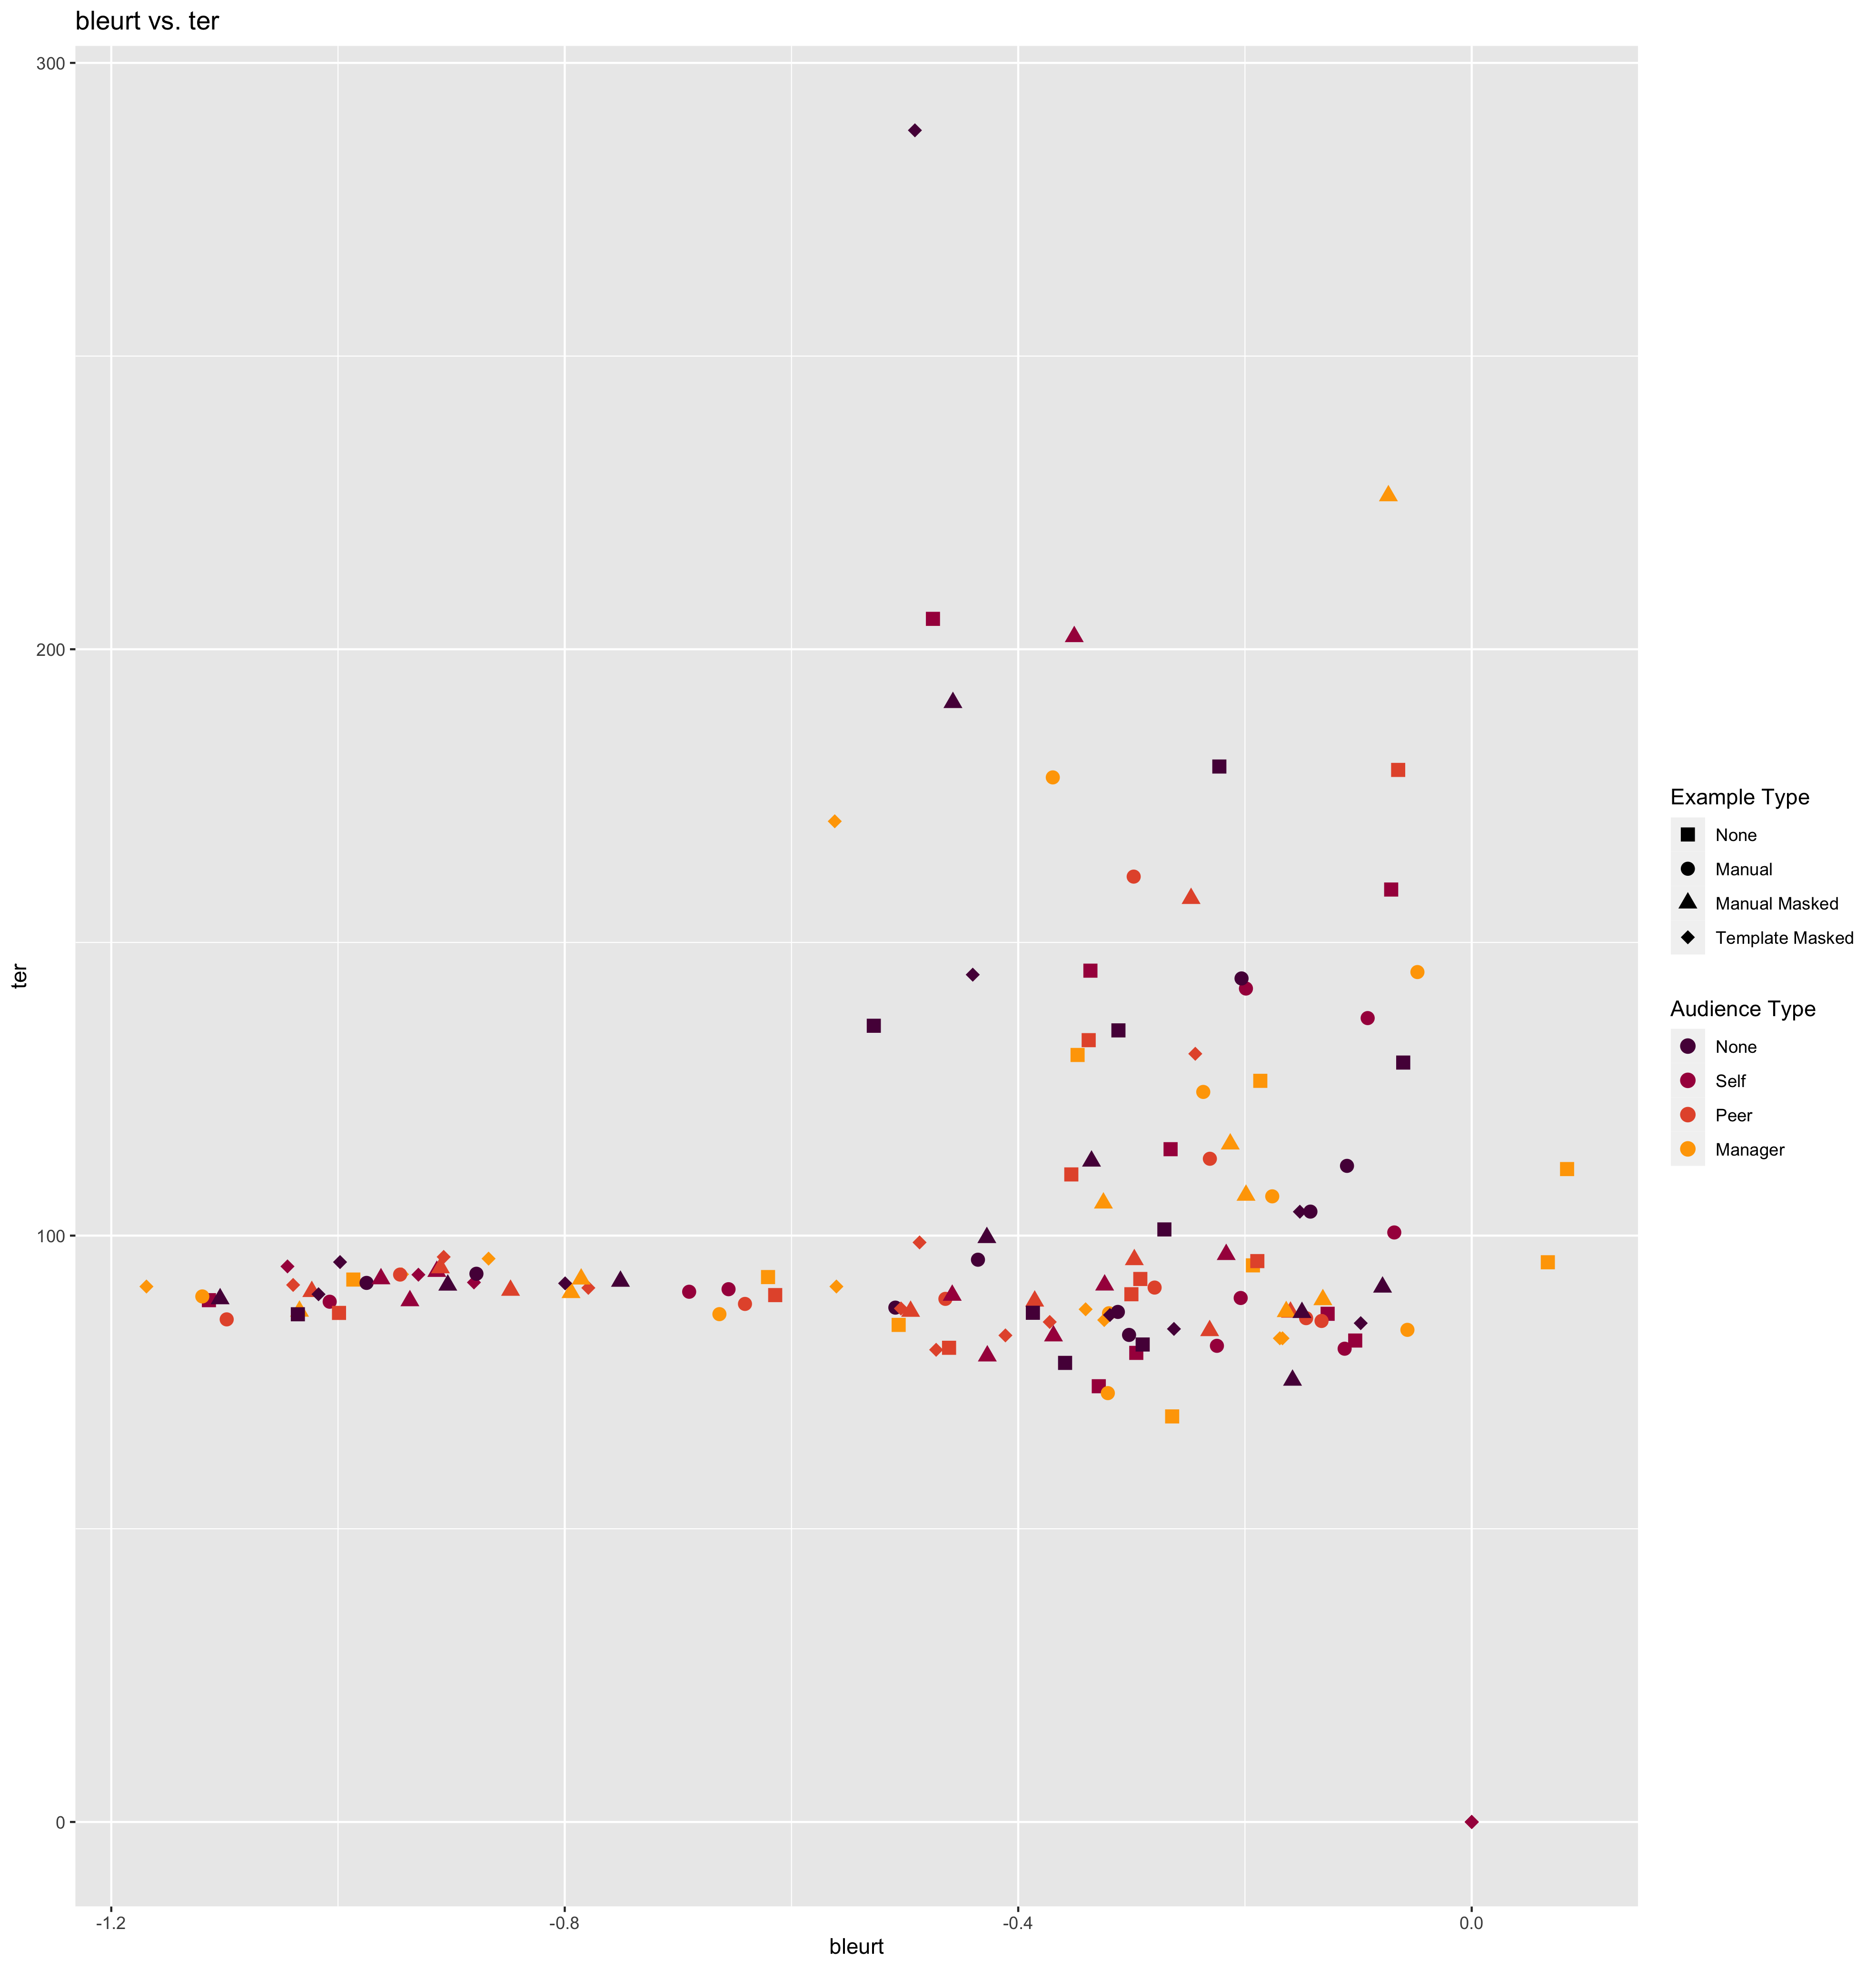 bleurt vs. ter
300
200
100
0
ter
-1.2
-0.8
-0.4
0.0
bleurt
Example Type
None
Manual
Manual Masked
Template Masked
Audience Type
None
Self
Peer
Manager